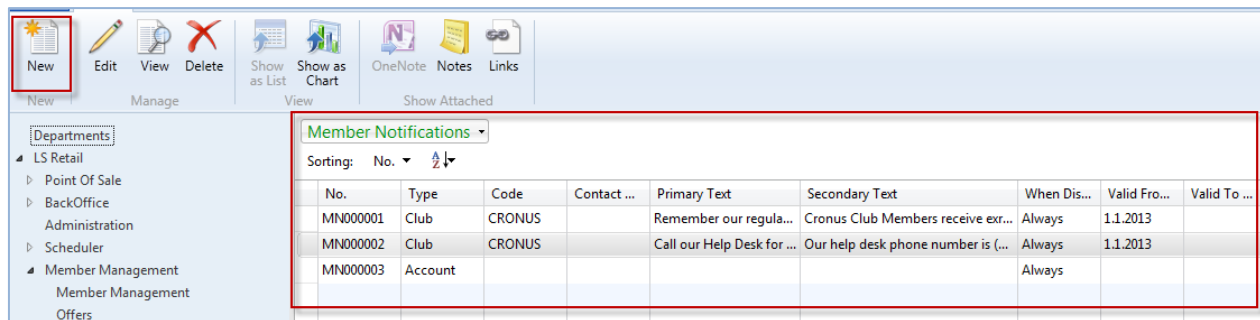 New Edit View Delete Show as List Show as Chart OneNote Notes Links
New Manage View Show Attached
Departments
LS Retail
Point Of Sale
BackOffice
Administration
Scheduler
Member Management
Member Management
Offers
Member Notifications
Sorting: No. A Z
No. Type Code Contact ... Primary Text Secondary Text When Dis... Valid Fro... Valid To ...
MN000001 Club CRONUS Remember our regula... Cronus Club Members receive exr... Always 1.1.2013
MN000002 Club CRONUS Call our Help Desk for ... Our help desk phone number is (... Always 1.1.2013
MN000003 Account Always